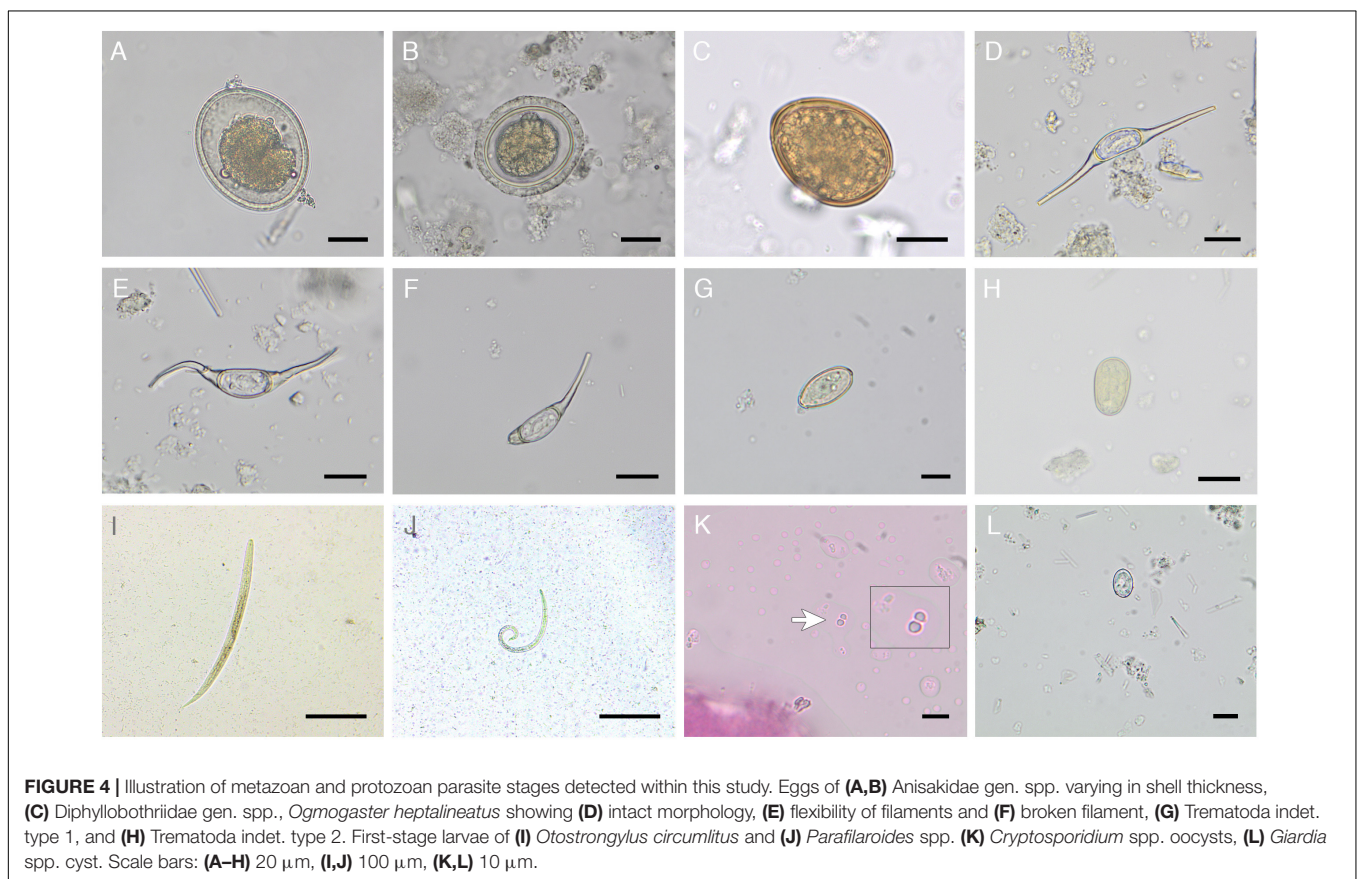 A
B
C
D
E
F
G
H
I
J
K
L
FIGURE 4 | Illustration of metazoan and protozoan parasite stages detected within this study. Eggs of (A,B) Anisakidae gen. spp. varying in shell thickness,
(C) Diphyllobothriidae gen. spp., Ogmogaster heptalineatus showing (D) intact morphology, (E) flexibility of filaments and (F) broken filament, (G) Trematoda indet.
type 1, and (H) Trematoda indet. type 2. First-stage larvae of (I) Otostrongylus circumlitus and (J) Parafilaroides spp. (K) Cryptosporidium spp. oocysts, (L) Giardia
spp. cyst. Scale bars: (A–H) 20 μm, (I,J) 100 μm, (K,L) 10 μm.